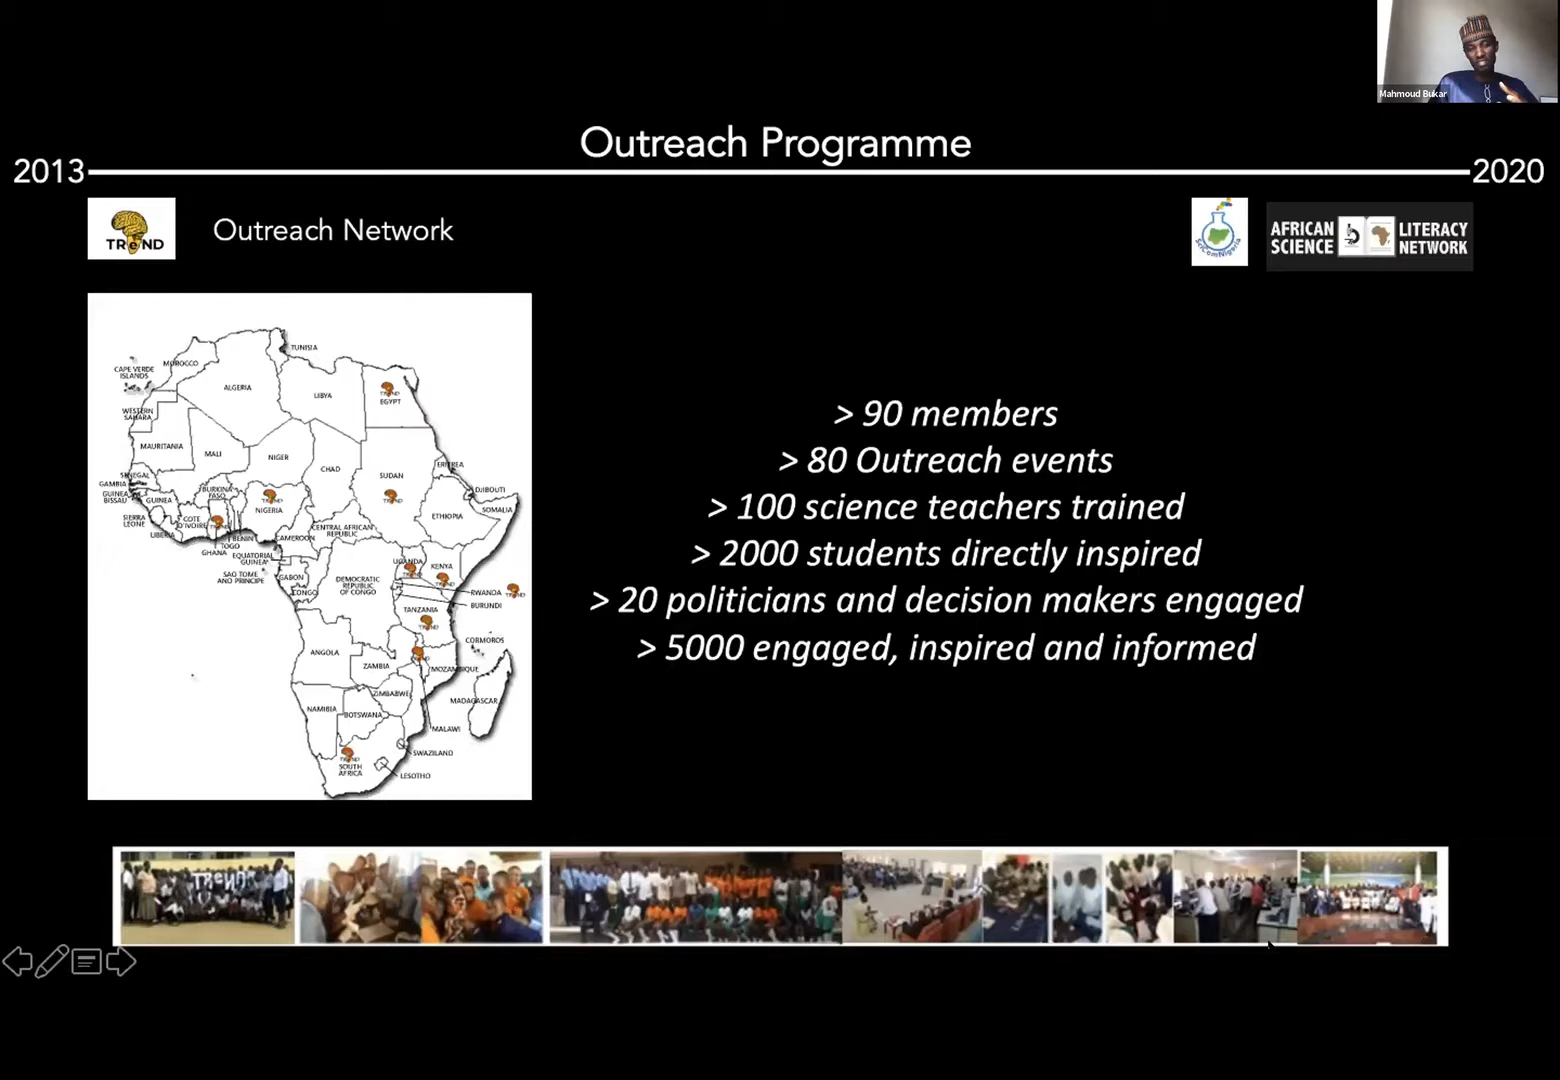 Mahmoud Bukar
Outreach Programme
2013
2020
TReND
Outreach Network
SciComNigeria
AFRICAN SCIENCE
LITERACY NETWORK
TUNISIA
MOROCCO
CAPE VERDE
ISLANDS
ALGERIA
LIBYA
TReND
EGYPT
WESTERN
SAHARA
MAURITANIA
MALI
NIGER
CHAD
SUDAN
ERITREA
SENEGAL
GAMBIA
GUINEA
BISSAU
GUINEA
BURKINA
FASO
NIGERIA
DJIBOUTI
SOMALIA
ETHIOPIA
SIERRA
LEONE
LIBERIA
COTE
D'IVOIRE
GHANA
TOGO
BENIN
CAMEROON
CENTRAL AFRICAN
REPUBLIC
EQUATORIAL
GUINEA
SAO TOME
AND PRINCIPE
GABON
CONGO
DEMOCRATIC
REPUBLIC
OF CONGO
UGANDA
KENYA
RWANDA
BURUNDI
TANZANIA
ANGOLA
ZAMBIA
CORMOROS
MOZAMBIQUE
ZIMBABWE
NAMIBIA
BOTSWANA
MADAGASCAR
MALAWI
SWAZILAND
SOUTH
AFRICA
LESOTHO
> 90 members
> 80 Outreach events
> 100 science teachers trained
> 2000 students directly inspired
> 20 politicians and decision makers engaged
> 5000 engaged, inspired and informed
TReND